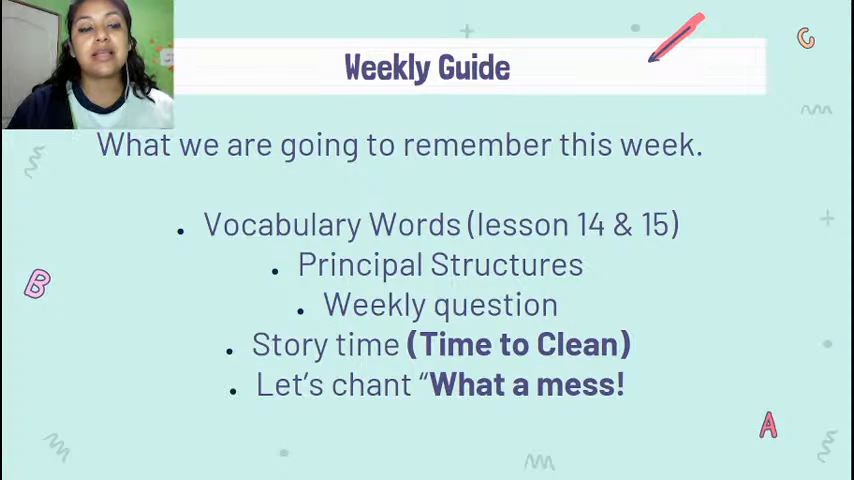 Weekly Guide
What we are going to remember this week.
• Vocabulary Words (lesson 14 & 15)
• Principal Structures
• Weekly question
• Story time (Time to Clean)
• Let's chant “What a mess!
C
B
A